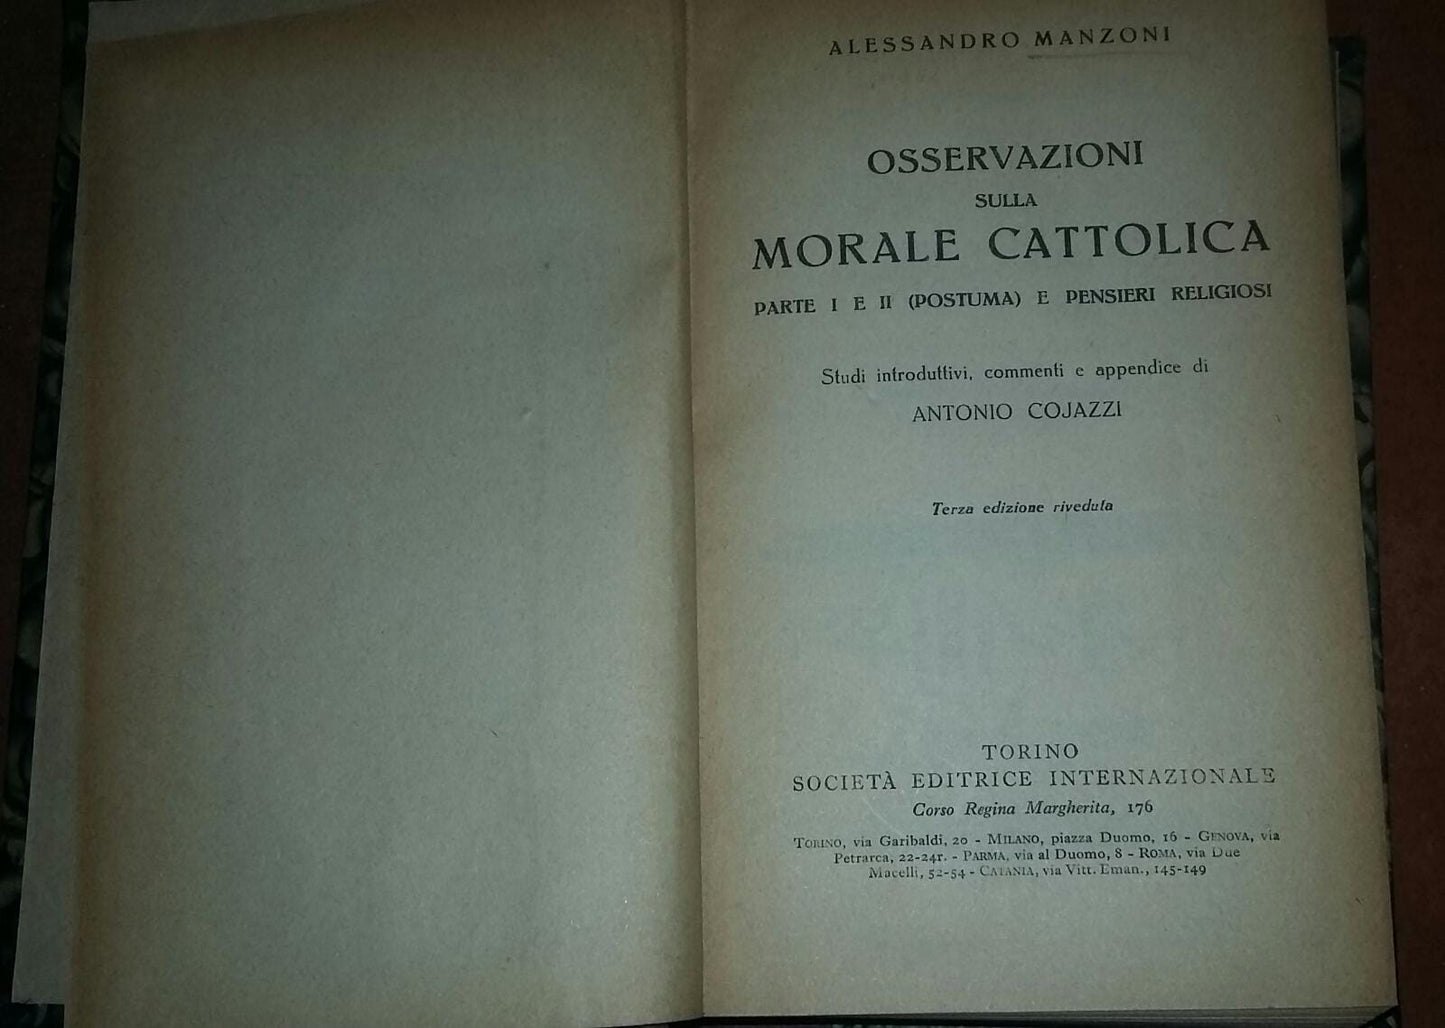 ALESSANDRO MANZONI
OSSERVAZIONI
SULLA
MORALE CATTOLICA
PARTE I E II (POSTUMA) E PENSIERI RELIGIOSI
Studi introduttivi, commenti e appendice di
ANTONIO COJAZZI
Terza edizione riveduta
TORINO
SOCIETÀ EDITRICE INTERNAZIONALE
Corso Regina Margherita, 176
TORINO, via Garibaldi, 20 - MILANO, piazza Duomo, 16 - GENOVA, via
Petrarca, 22-24r. - PARMA, via al Duomo, 8 - ROMA, via Due
Macelli, 52-54 - CATANIA, via Vitt. Eman., 145-149